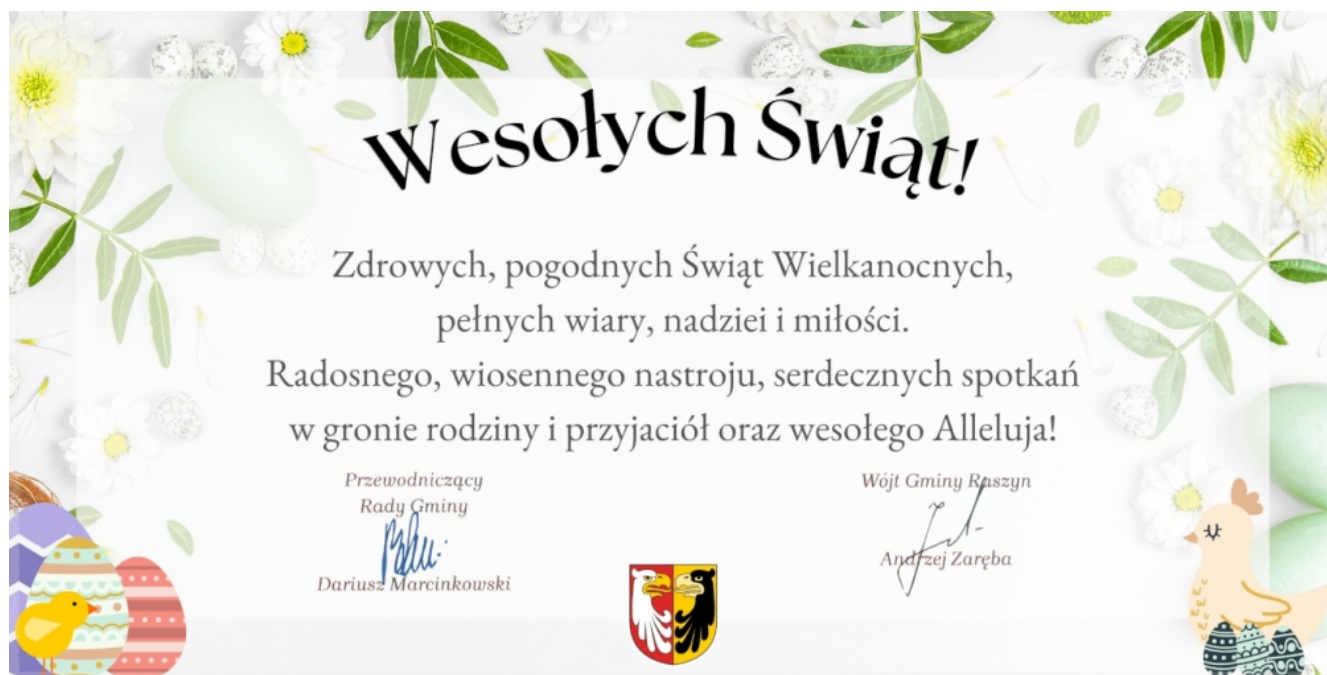 Wesołych Świąt!
Zdrowych, pogodnych Świąt Wielkanocnych,
pełnych wiary, nadziei i miłości.
Radosnego, wiosennego nastroju, serdecznych spotkań
w gronie rodziny i przyjaciół oraz wesołego Alleluja!
Przewodniczący
Rady Gminy
Dariusz Marcinkowski
Wójt Gminy Raszyn
Andrzej Zaręba